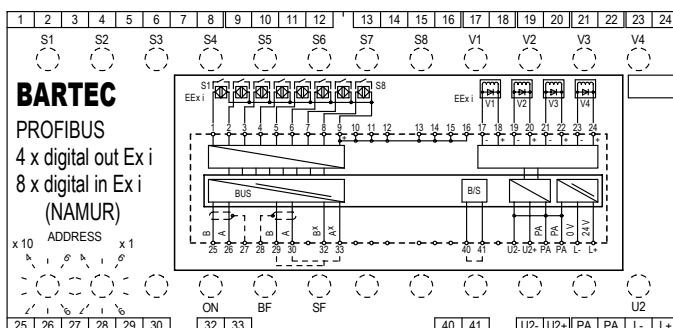 1 2 3 4 5 6 7 8 9 10 11 12 13 14 15 16 17 18 19 20 21 22 23 24
S1 S2 S3 S4 S5 S6 S7 S8 V1 V2 V3 V4
BARTEC
PROFIBUS
4 x digital out Ex i
8 x digital in Ex i
(NAMUR)
ADDRESS
x 10 x 1
S1 S8
EEx i
EEx i
V1 V2 V3 V4
1 2 3 4 5 6 7 8 9 10 11 12 13 14 15 16 17 18 19 20 21 22 23 24
+ - + - + - + - +
BUS B/S
B A B A Bx Ax PA PA 0 V 24 V
25 26 27 28 29 30 32 33 40 41 U2- U2+ PA PA L- L+
4 6 4 6
ON BF SF U2
25 26 27 28 29 30 32 33 40 41 U2- U2+ PA PA L- L+